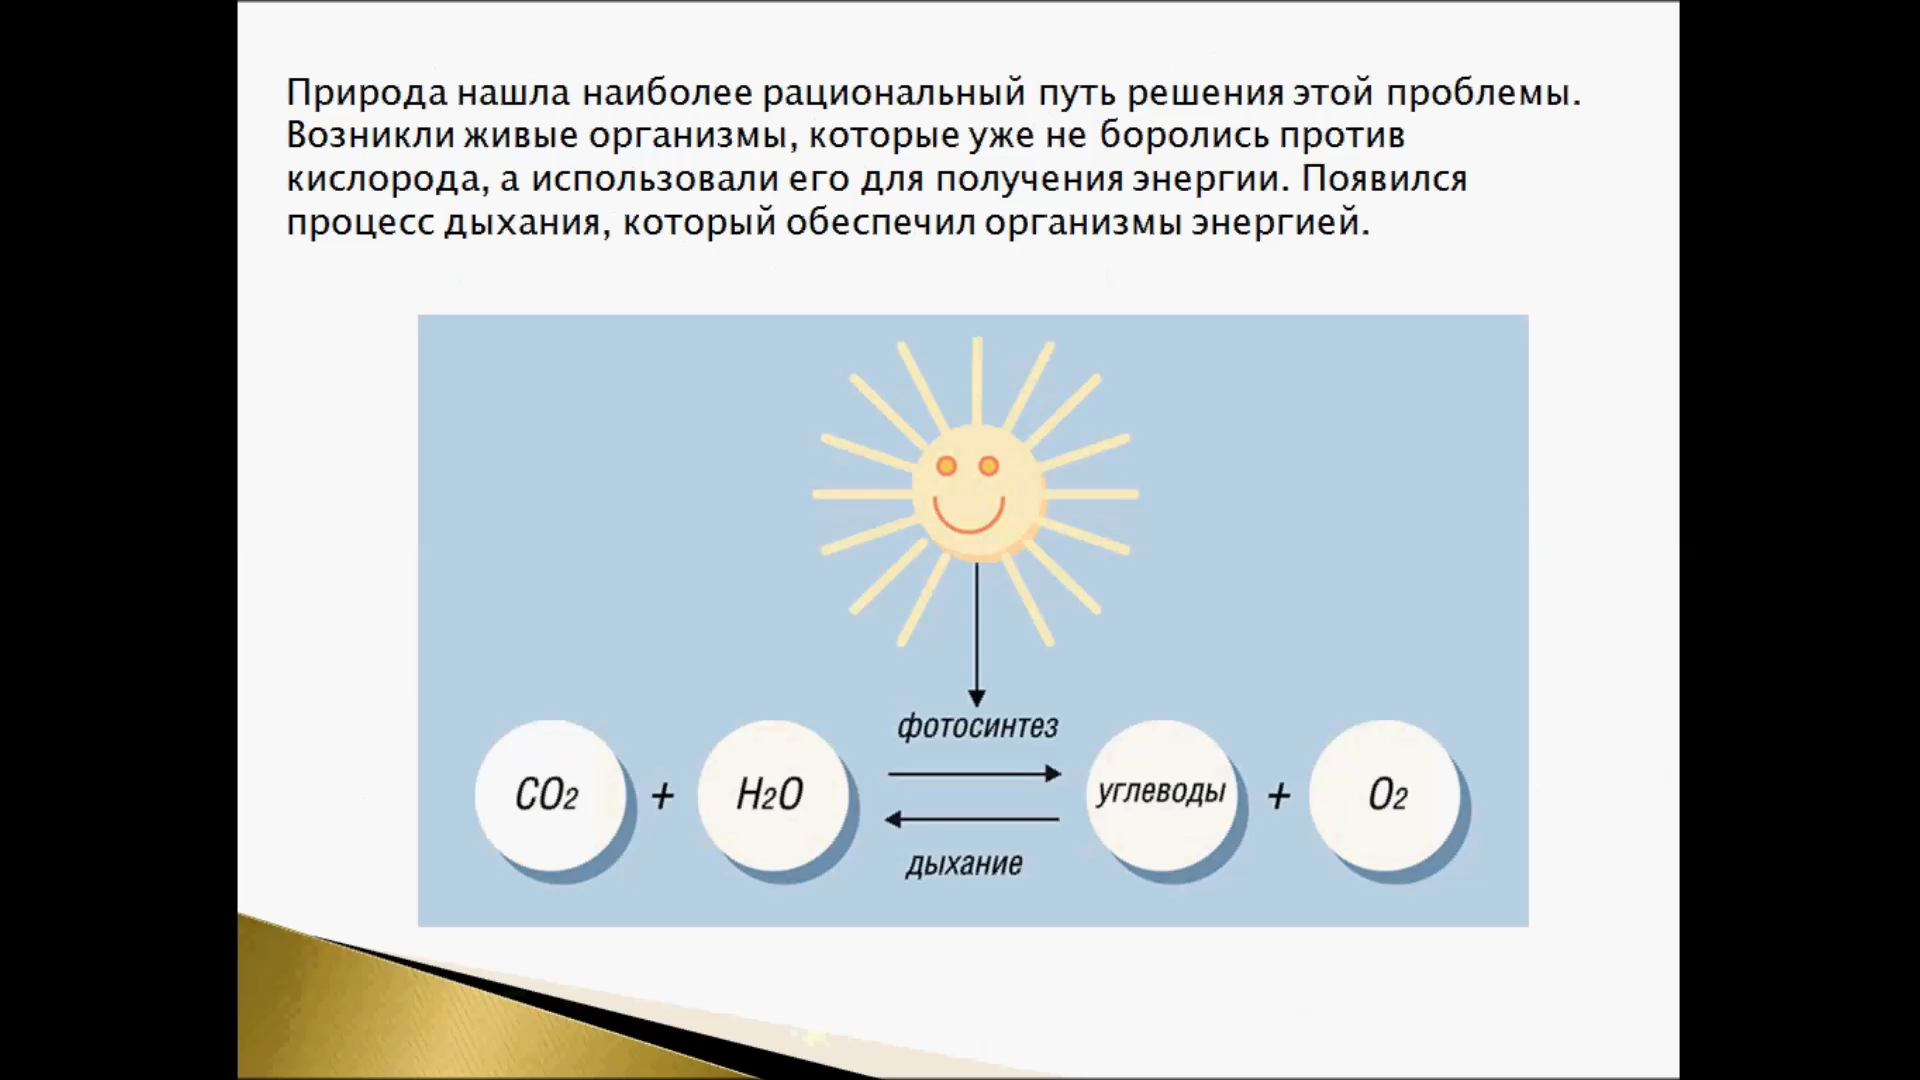 Природа нашла наиболее рациональный путь решения этой проблемы.
Возникли живые организмы, которые уже не боролись против
кислорода, а использовали его для получения энергии. Появился
процесс дыхания, который обеспечил организмы энергией.
фотосинтез
CO2 + H2O углеводы + O2
дыхание